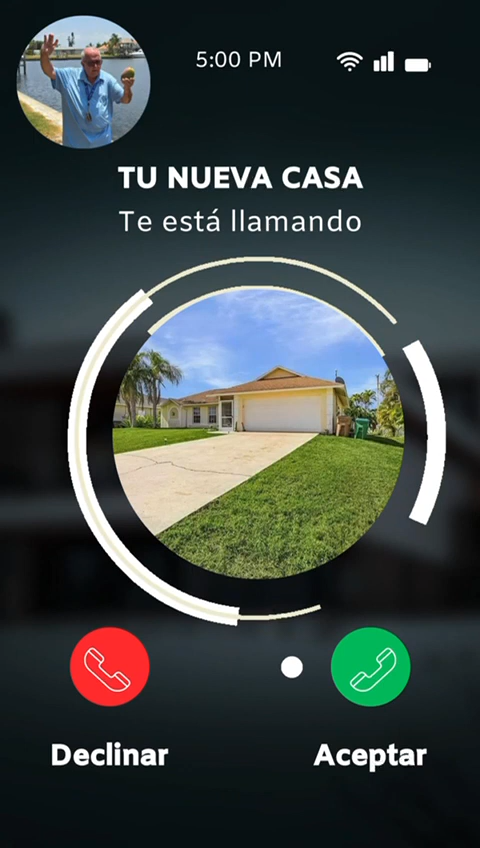 5:00 PM
TU NUEVA CASA
Te está llamando
Declinar
Aceptar